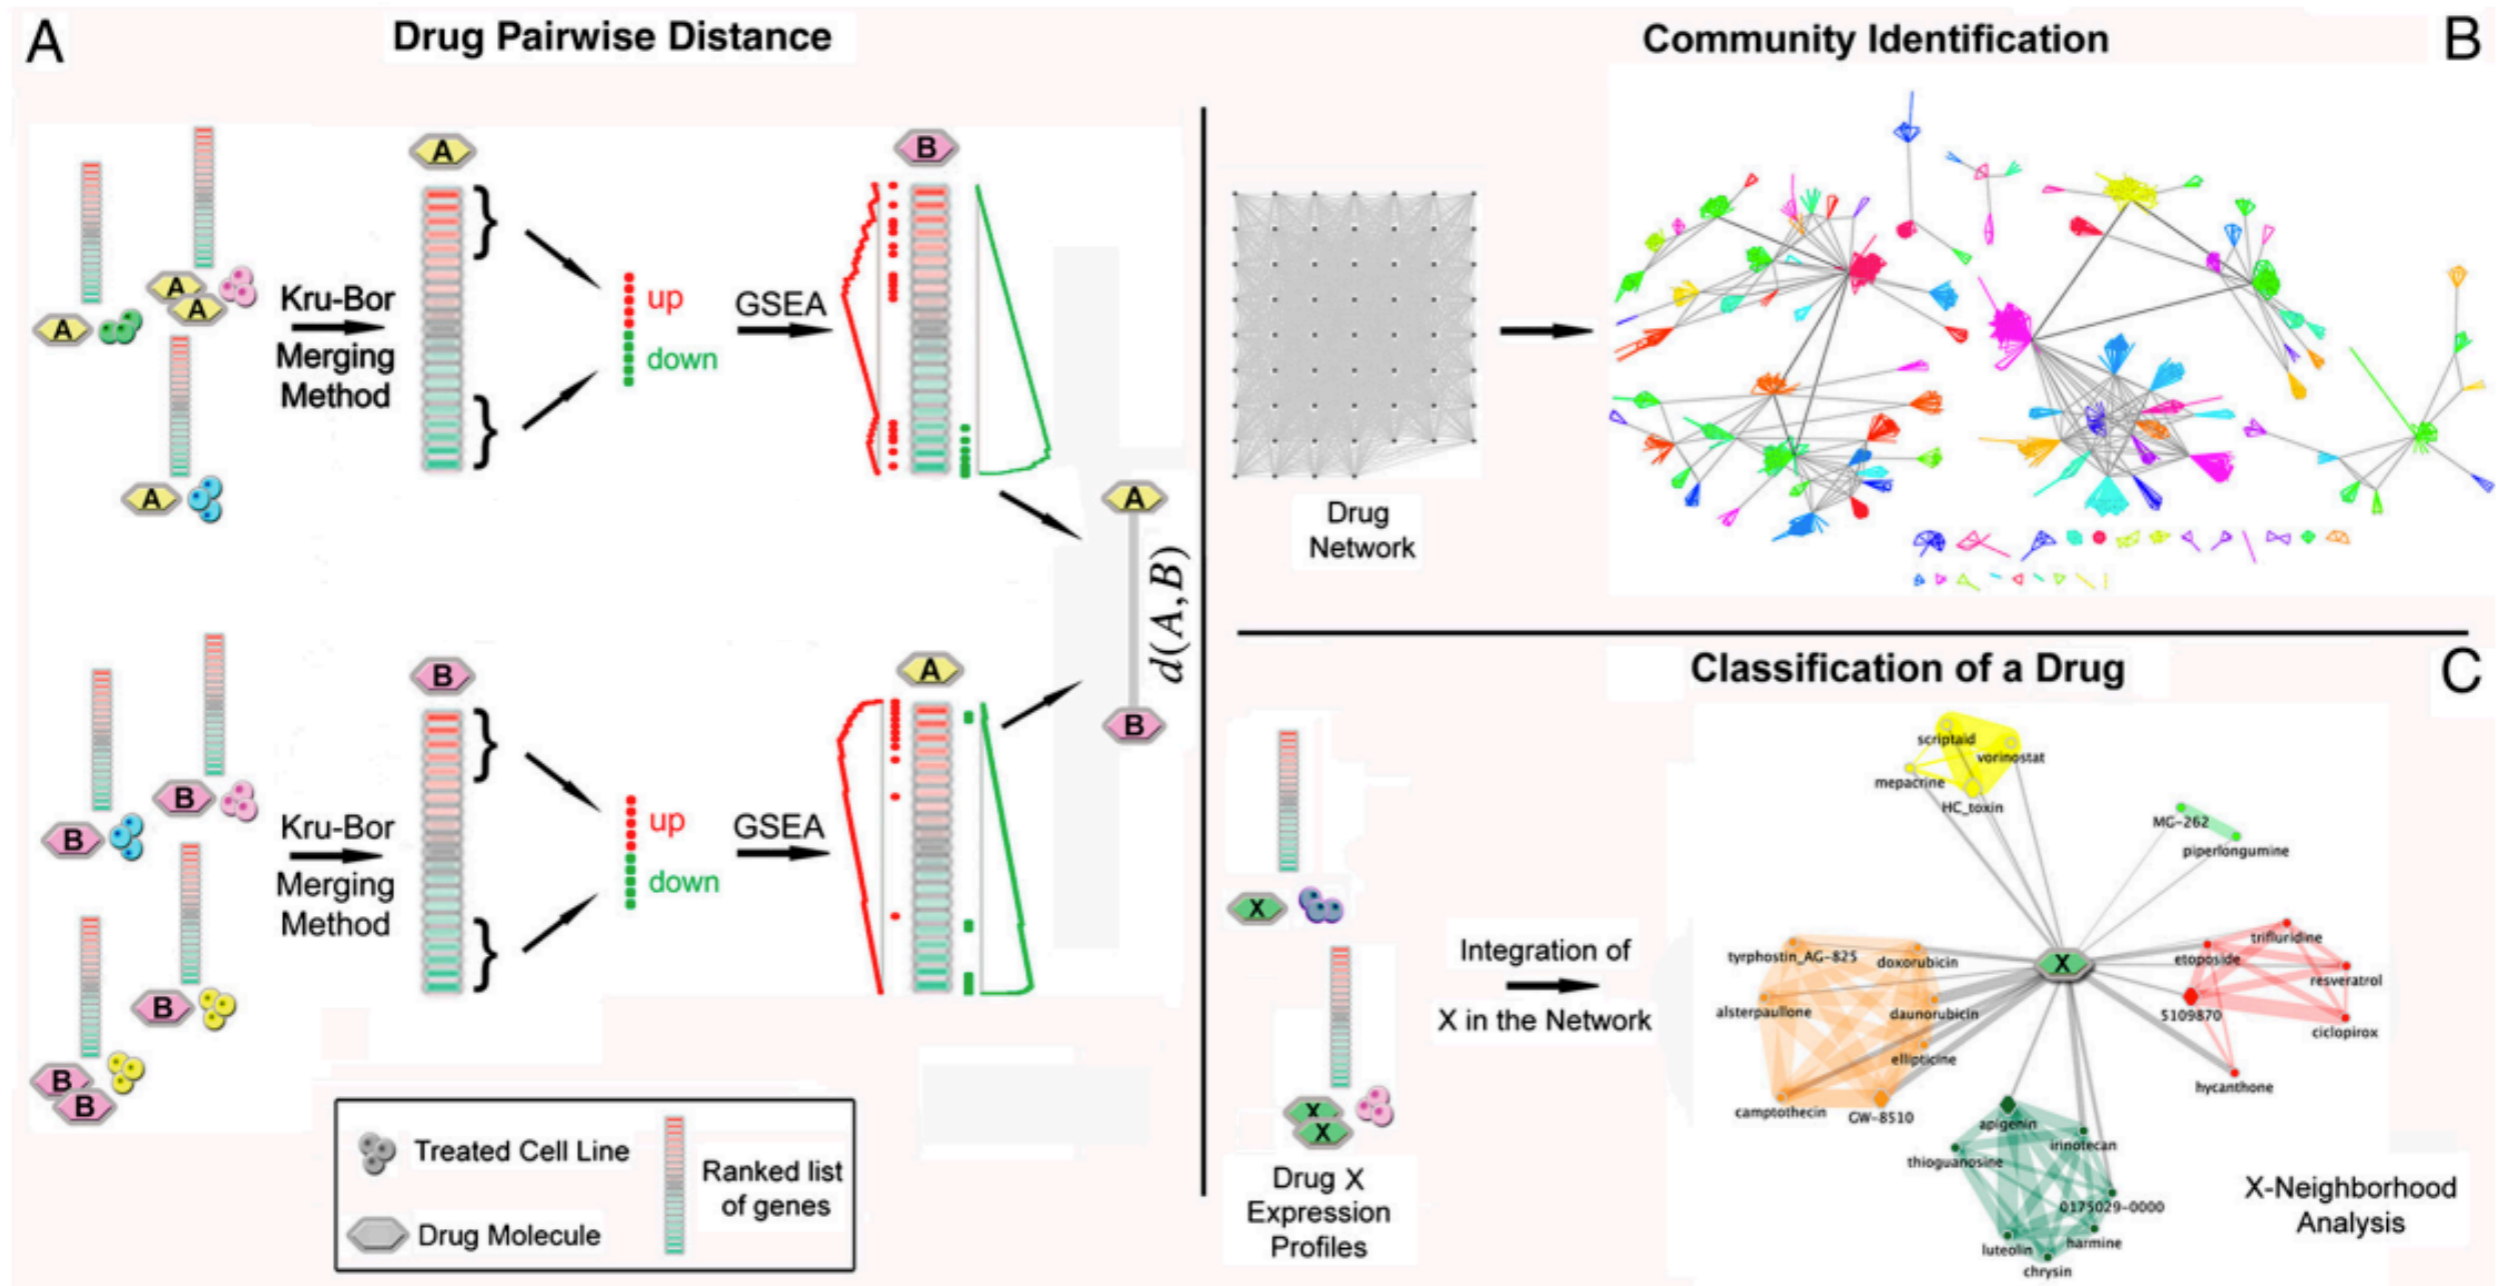 A
Drug Pairwise Distance
A
B
A
A
A
Kru-Bor
Merging
Method
up
down
GSEA
A
A
B
d(A,B)
B
A
B
B
B
B
B
Kru-Bor
Merging
Method
up
down
GSEA
Treated Cell Line
Drug Molecule
Ranked list
of genes
Community Identification
B
Drug
Network
Classification of a Drug
C
X
X
X
Drug X
Expression
Profiles
Integration of
X in the Network
scriptaid
vorinostat
mepacrine
HC_toxin
MG-262
piperlongumine
X
tyrphostin_AG-825
doxorubicin
alsterpaullone
daunorubicin
ellipticine
camptothecin
GW-8510
trifluridine
etoposide
resveratrol
5109870
ciclopirox
hycanthone
apigenin
irinotecan
thioguanosine
0175029-0000
luteolin
harmine
chrysin
X-Neighborhood
Analysis